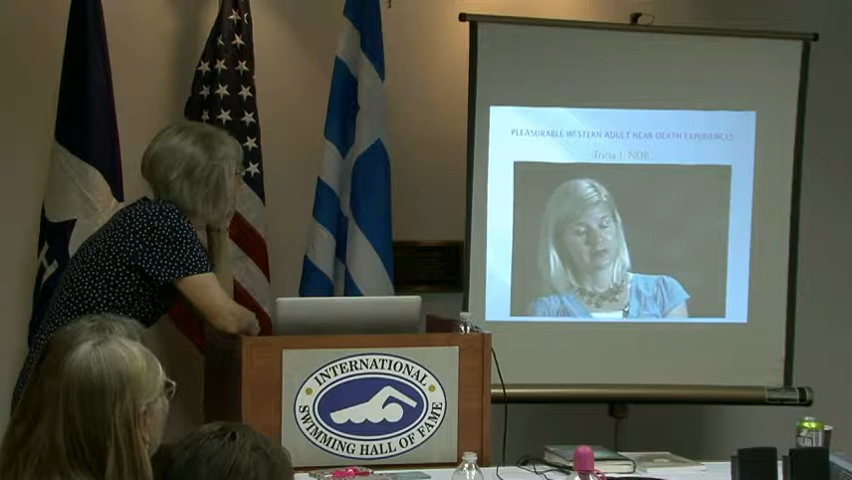 PLEASURABLE WESTERN ADULT NEAR-DEATH EXPERIENCES
Tricia
NDE
INTERNATIONAL
SWIMMING HALL OF FAME
H